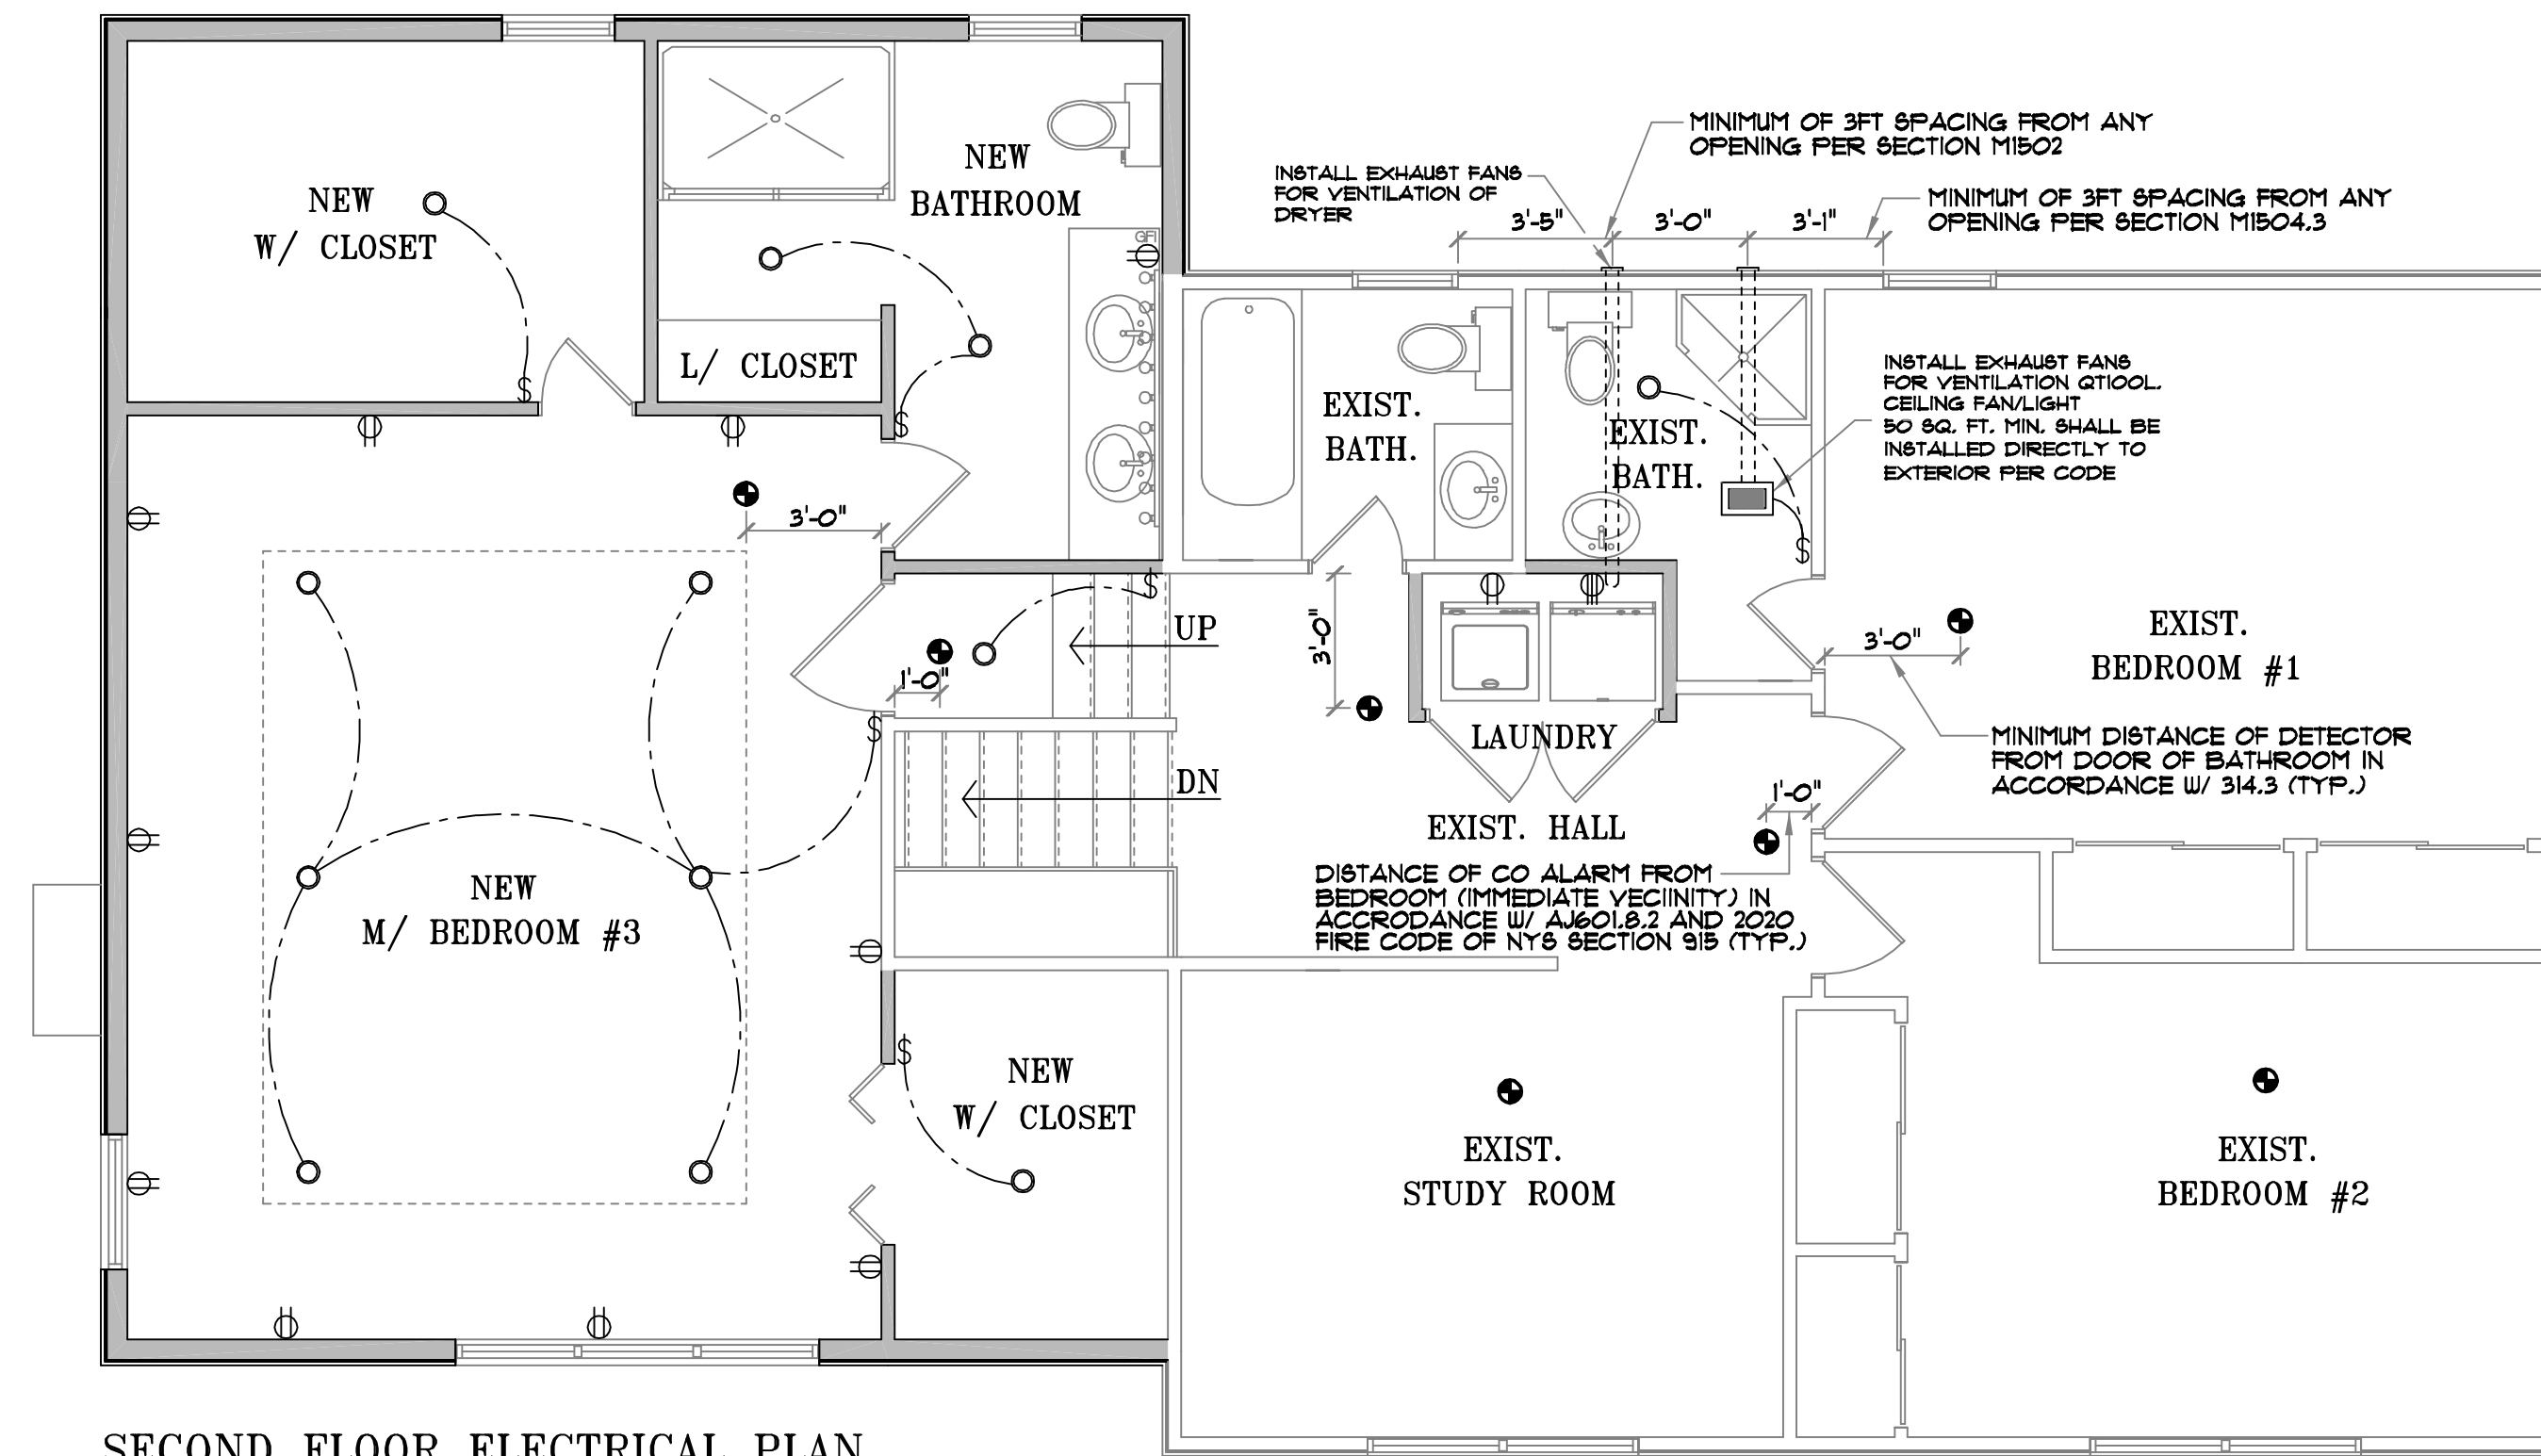 MINIMUM OF 3FT SPACING FROM ANY
OPENING PER SECTION M1502
INSTALL EXHAUST FANS
FOR VENTILATION OF
DRYER
MINIMUM OF 3FT SPACING FROM ANY
OPENING PER SECTION M1504.3
3'-5"
3'-0"
3'-1"
NEW
W/ CLOSET
NEW
BATHROOM
GFI
L/ CLOSET
EXIST.
BATH.
EXIST.
BATH.
INSTALL EXHAUST FANS
FOR VENTILATION QT100L.
CEILING FAN/LIGHT
50 SQ. FT. MIN. SHALL BE
INSTALLED DIRECTLY TO
EXTERIOR PER CODE
$
$
$
$
3'-0"
UP
1'-0"
3'-0"
3'-0"
EXIST.
BEDROOM #1
$
LAUNDRY
DN
MINIMUM DISTANCE OF DETECTOR
FROM DOOR OF BATHROOM IN
ACCORDANCE W/ 314.3 (TYP.)
1'-0"
EXIST. HALL
DISTANCE OF CO ALARM FROM
BEDROOM (IMMEDIATE VECIINITY) IN
ACCRODANCE W/ AJ601.8.2 AND 2020
FIRE CODE OF NYS SECTION 915 (TYP.)
NEW
M/ BEDROOM #3
$
NEW
W/ CLOSET
EXIST.
STUDY ROOM
EXIST.
BEDROOM #2
SECOND FLOOR ELECTRICAL PLAN